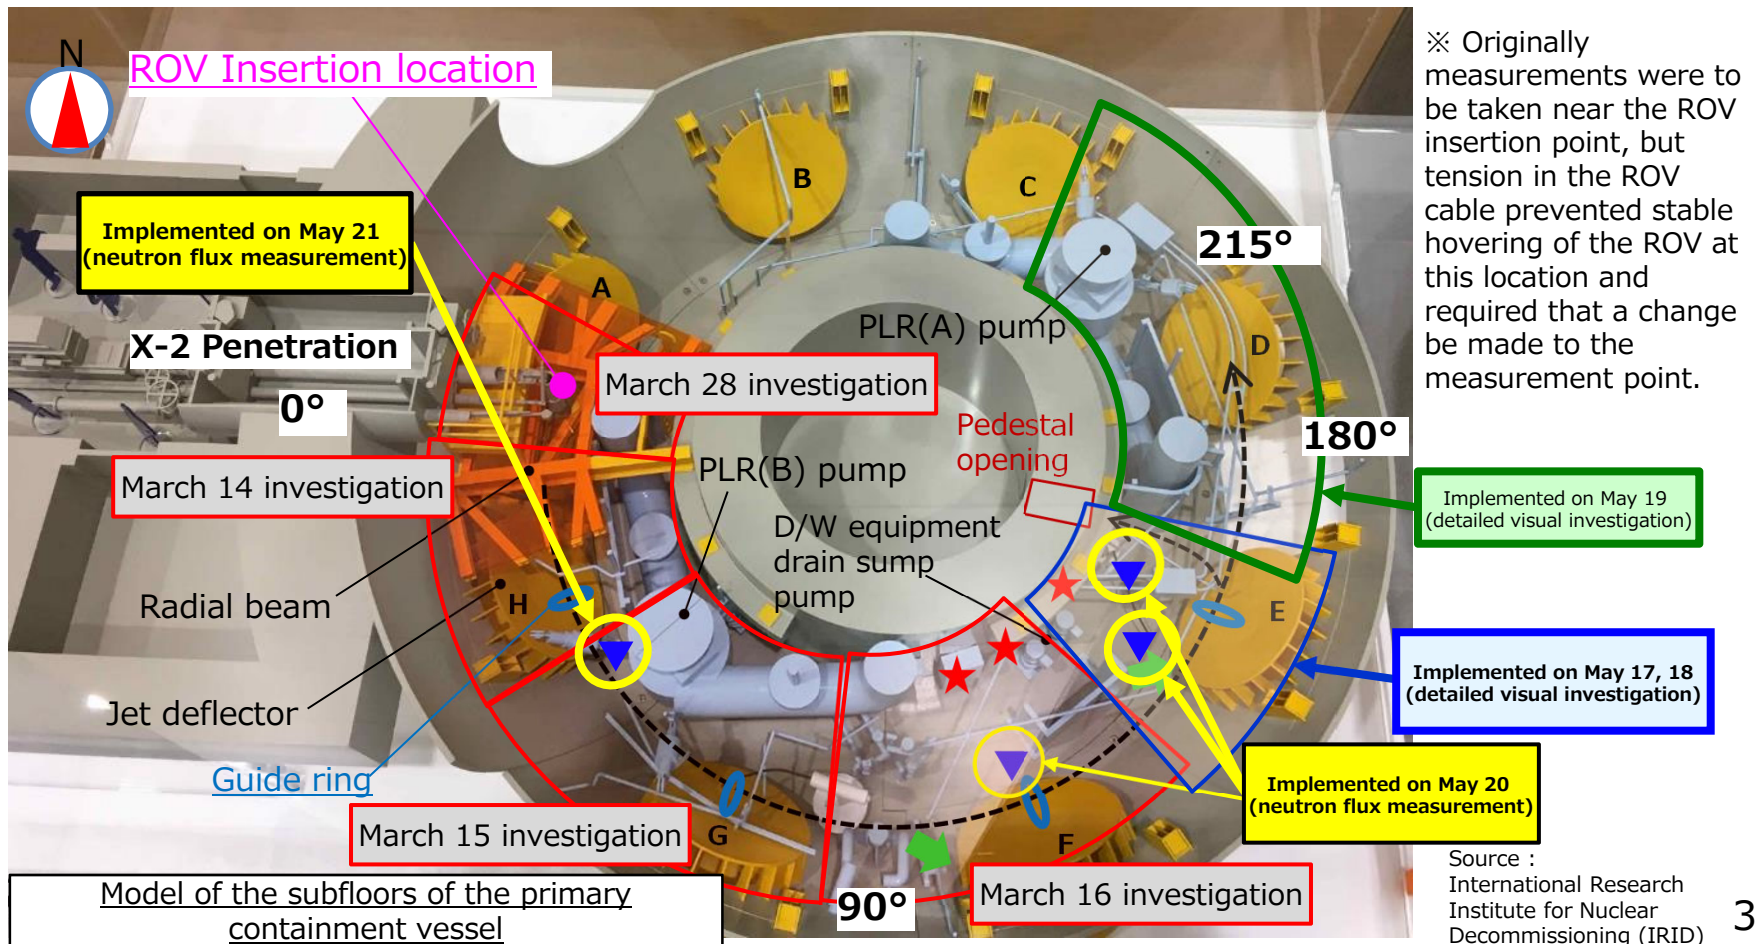 N
ROV Insertion location
※ Originally
measurements were to
be taken near the ROV
insertion point, but
tension in the ROV
cable prevented stable
hovering of the ROV at
this location and
required that a change
be made to the
measurement point.
Implemented on May 21
(neutron flux measurement)
B
C
A
215°
PLR(A) pump
D
X-2 Penetration
0°
March 28 investigation
Pedestal
opening
180°
March 14 investigation
PLR(B) pump
D/W equipment
drain sump
pump
Implemented on May 19
(detailed visual investigation)
Radial beam
H
E
Jet deflector
Implemented on May 17, 18
(detailed visual investigation)
Guide ring
Implemented on May 20
(neutron flux measurement)
March 15 investigation
G
F
90°
March 16 investigation
Model of the subfloors of the primary
containment vessel
Source :
International Research
Institute for Nuclear
Decommissioning (IRID)
3